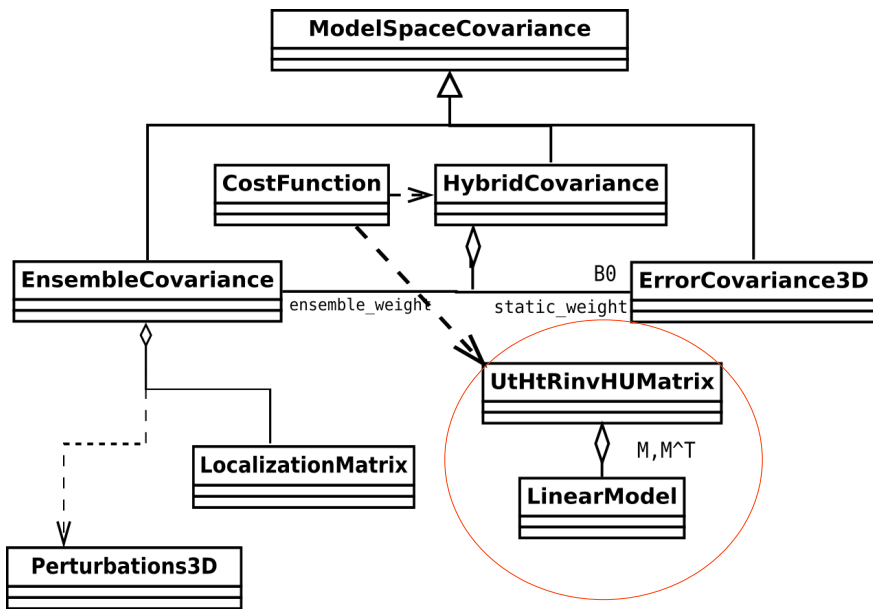 ModelSpaceCovariance
CostFunction
HybridCovariance
EnsembleCovariance
B0
ErrorCovariance3D
ensemble_weight
static_weight
UtHtRinvHUMatrix
M,M^T
LocalizationMatrix
LinearModel
Perturbations3D